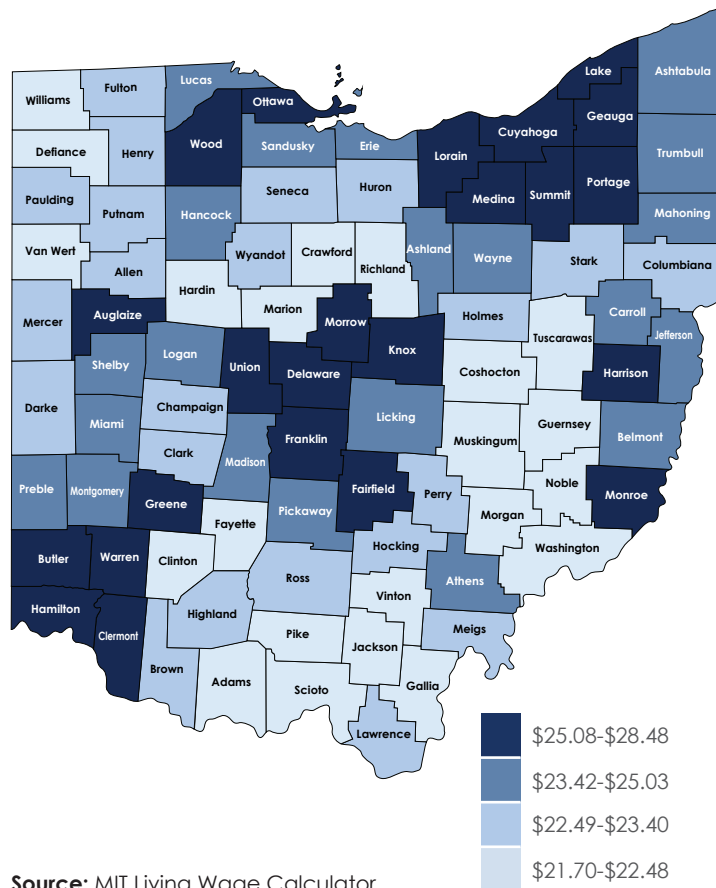 Lake
Ashtabula
Lucas
Fulton
Williams
Ottawa
Geauga
Cuyahoga
Wood
Defiance
Henry
Sandusky
Erie
Lorain
Trumbull
Portage
Medina
Summit
Seneca
Huron
Paulding
Putnam
Hancock
Mahoning
Van Wert
Wyandot
Crawford
Ashland
Wayne
Stark
Columbiana
Allen
Richland
Hardin
Marion
Mercer
Auglaize
Morrow
Holmes
Carroll
Jefferson
Tuscarawas
Knox
Logan
Shelby
Union
Delaware
Coshocton
Harrison
Champaign
Darke
Miami
Licking
Guernsey
Franklin
Muskingum
Belmont
Clark
Madison
Noble
Preble
Montgomery
Fairfield
Perry
Monroe
Greene
Pickaway
Morgan
Fayette
Washington
Hocking
Butler
Warren
Clinton
Athens
Ross
Vinton
Hamilton
Highland
Meigs
Clermont
Pike
Jackson
Brown
Adams
Gallia
Scioto
Lawrence
$25.08-$28.48
$23.42-$25.03
$22.49-$23.40
$21.70-$22.48
Source: MIT Living Wage Calculator